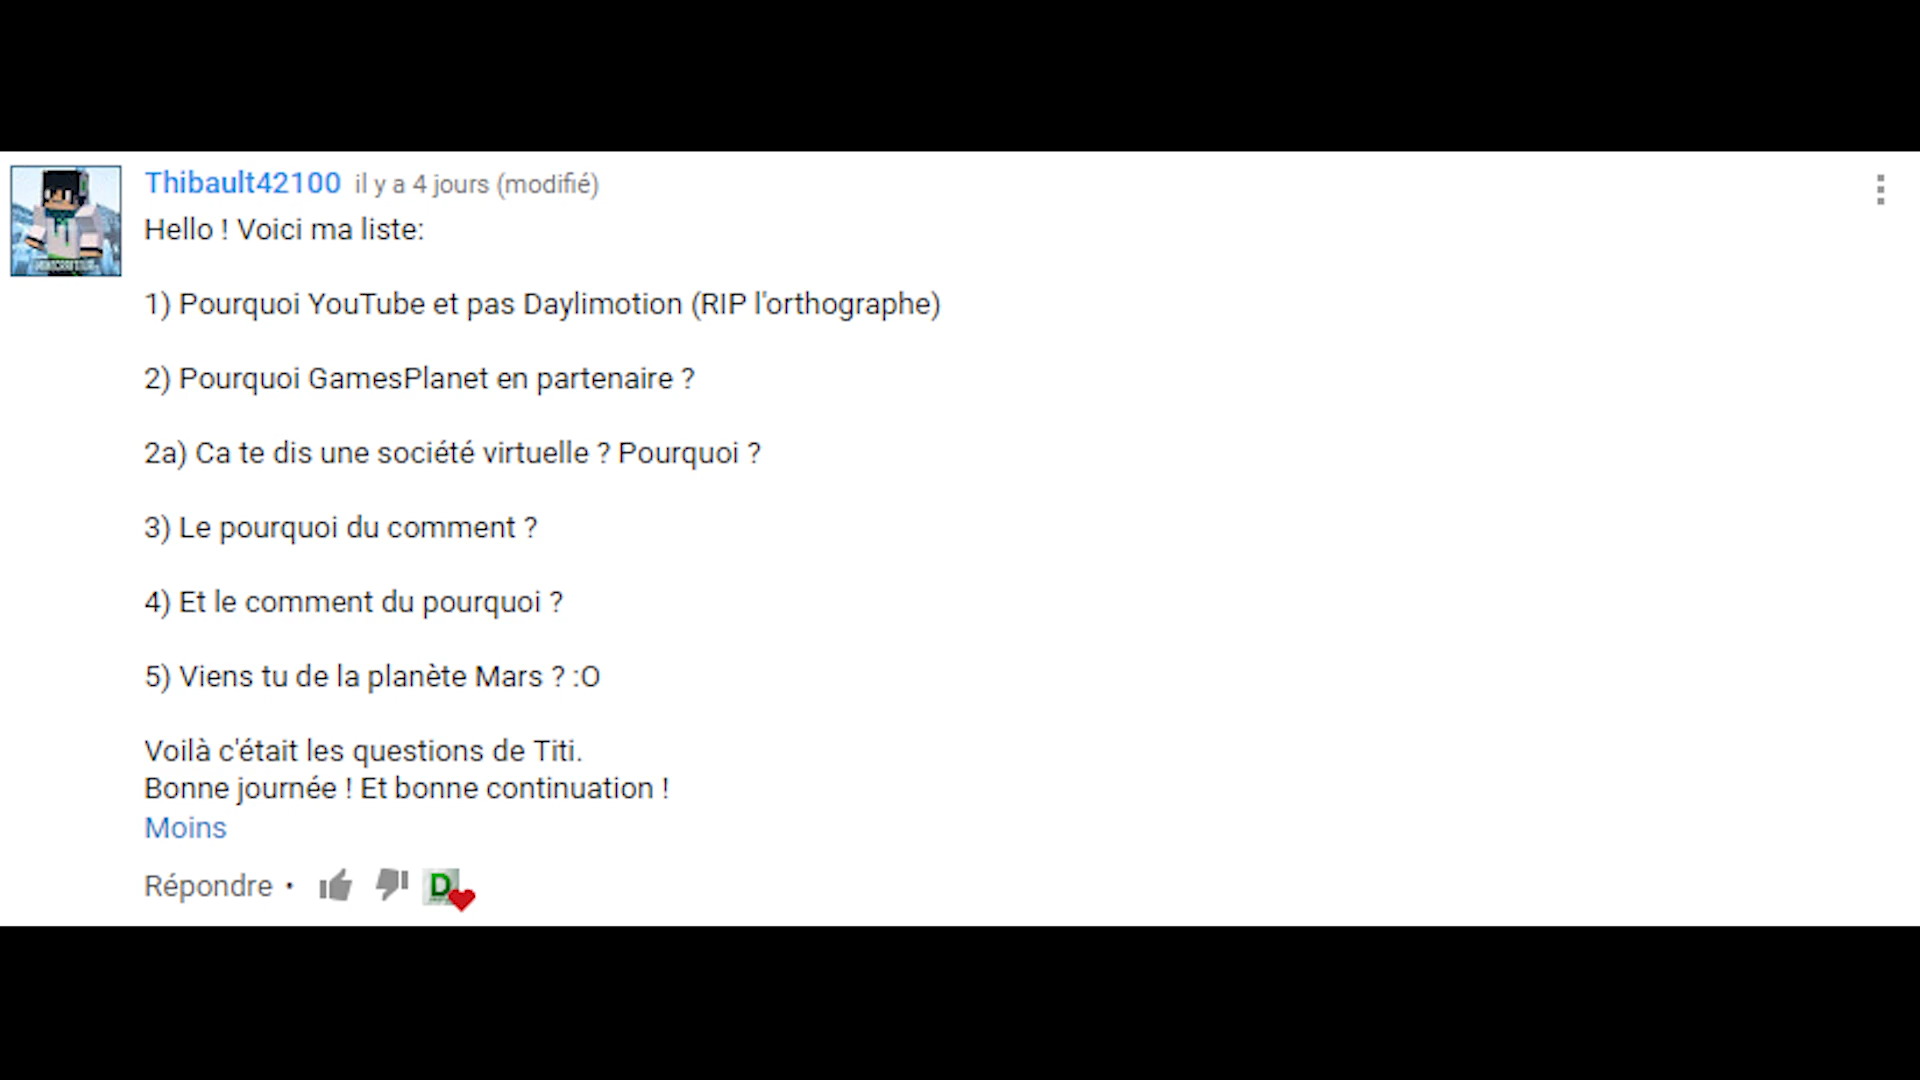 Thibault42100 il y a 4 jours (modifié)
Hello ! Voici ma liste:
1) Pourquoi YouTube et pas Daylimotion (RIP l'orthographe)
2) Pourquoi GamesPlanet en partenaire ?
2a) Ca te dis une société virtuelle ? Pourquoi ?
3) Le pourquoi du comment ?
4) Et le comment du pourquoi ?
5) Viens tu de la planète Mars ? :O
Voilà c'était les questions de Titi.
Bonne journée ! Et bonne continuation !
Moins
Répondre •
D